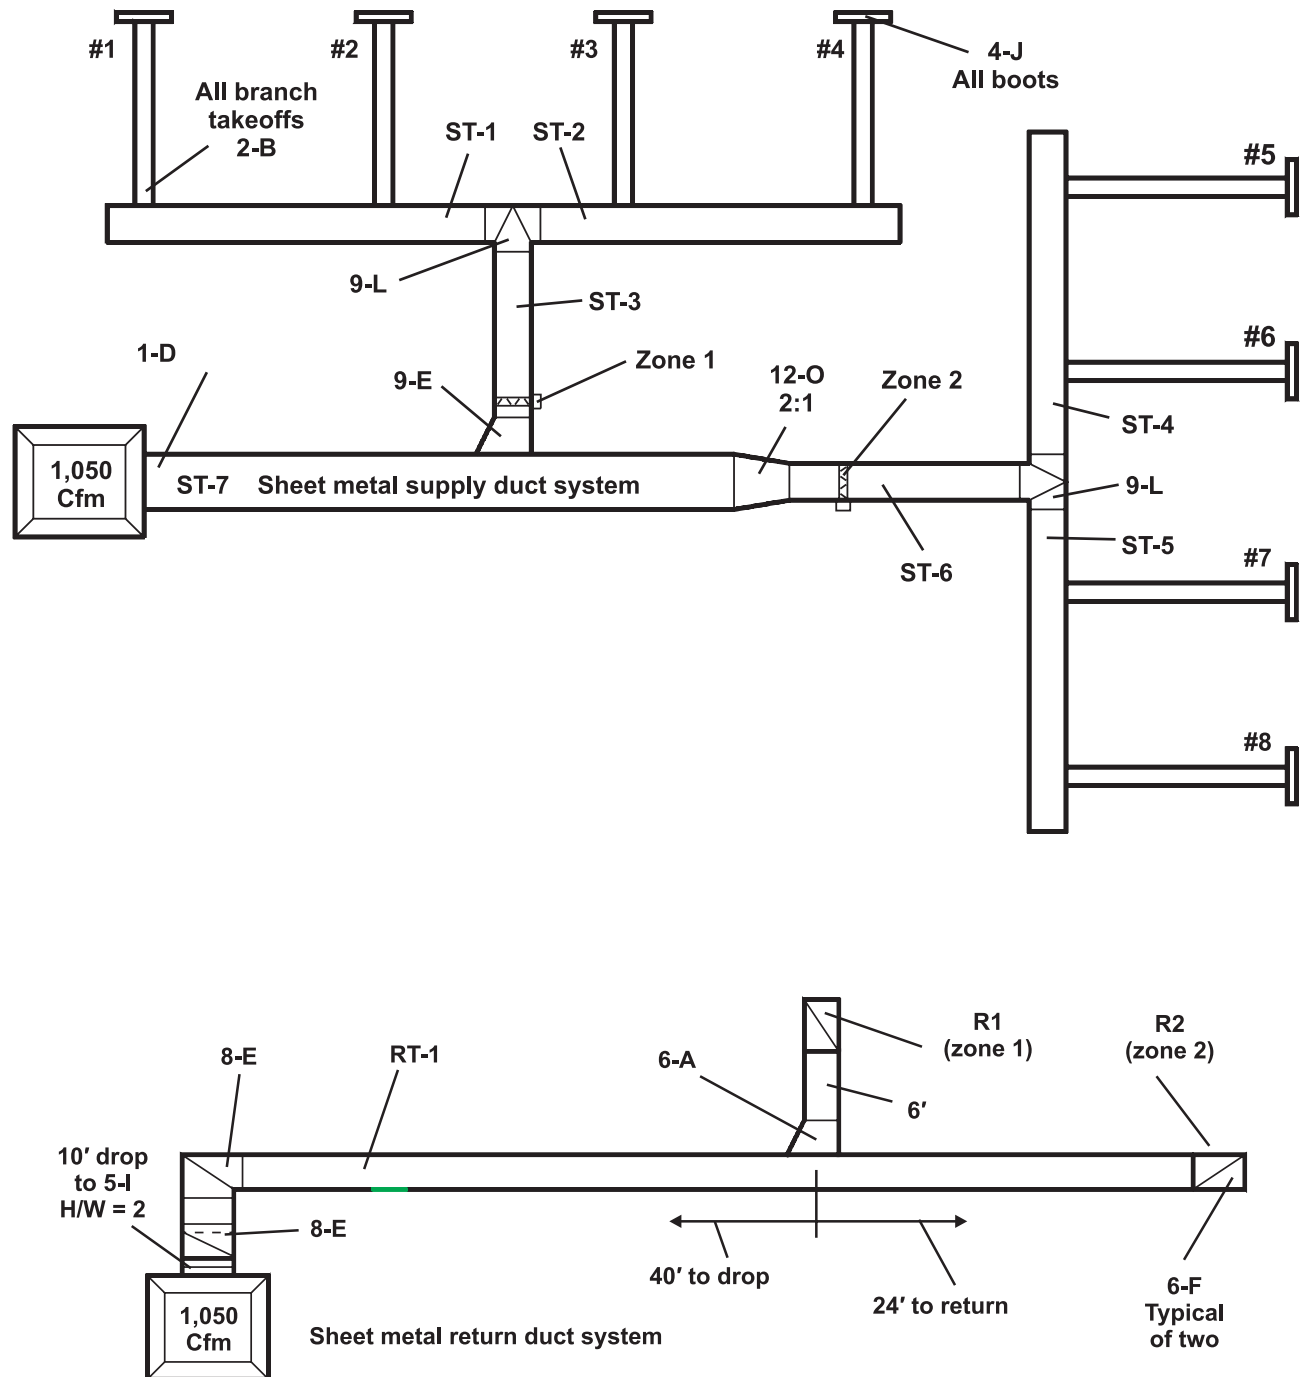 #1
#2
#3
#4
4-J
All boots
All branch
takeoffs
2-B
ST-1
ST-2
#5
9-L
ST-3
#6
1-D
9-E
Zone 1
12-O
2:1
Zone 2
ST-4
1,050
Cfm
ST-7
Sheet metal supply duct system
9-L
ST-5
ST-6
#7
#8
R1
(zone 1)
R2
(zone 2)
8-E
RT-1
6-A
6′
10′ drop
to 5-I
H/W = 2
8-E
40′ to drop
24′ to return
6-F
Typical
of two
1,050
Cfm
Sheet metal return duct system